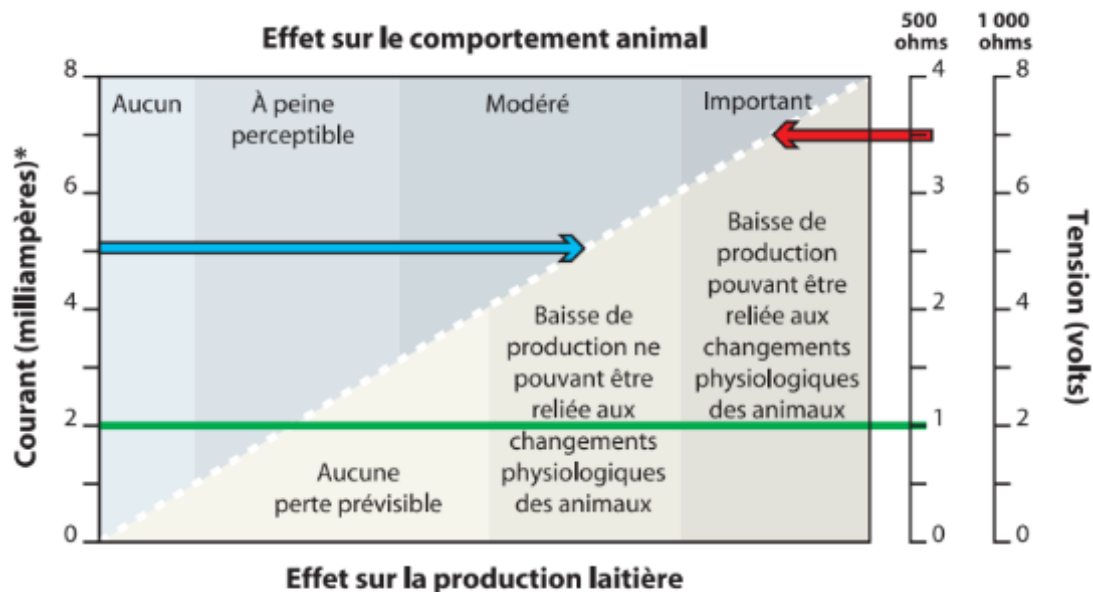 Effet sur le comportement animal
500
ohms
1 000
ohms
Courant (milliampères)*
8
6
4
2
0
Aucun
À peine
perceptible
Modéré
Important
Baisse de
production
pouvant être
reliée aux
changements
physiologiques
des animaux
Baisse de
production ne
pouvant être
reliée aux
changements
physiologiques
des animaux
Aucune
perte prévisible
4
3
2
1
0
8
6
4
2
0
Tension (volts)
Effet sur la production laitière